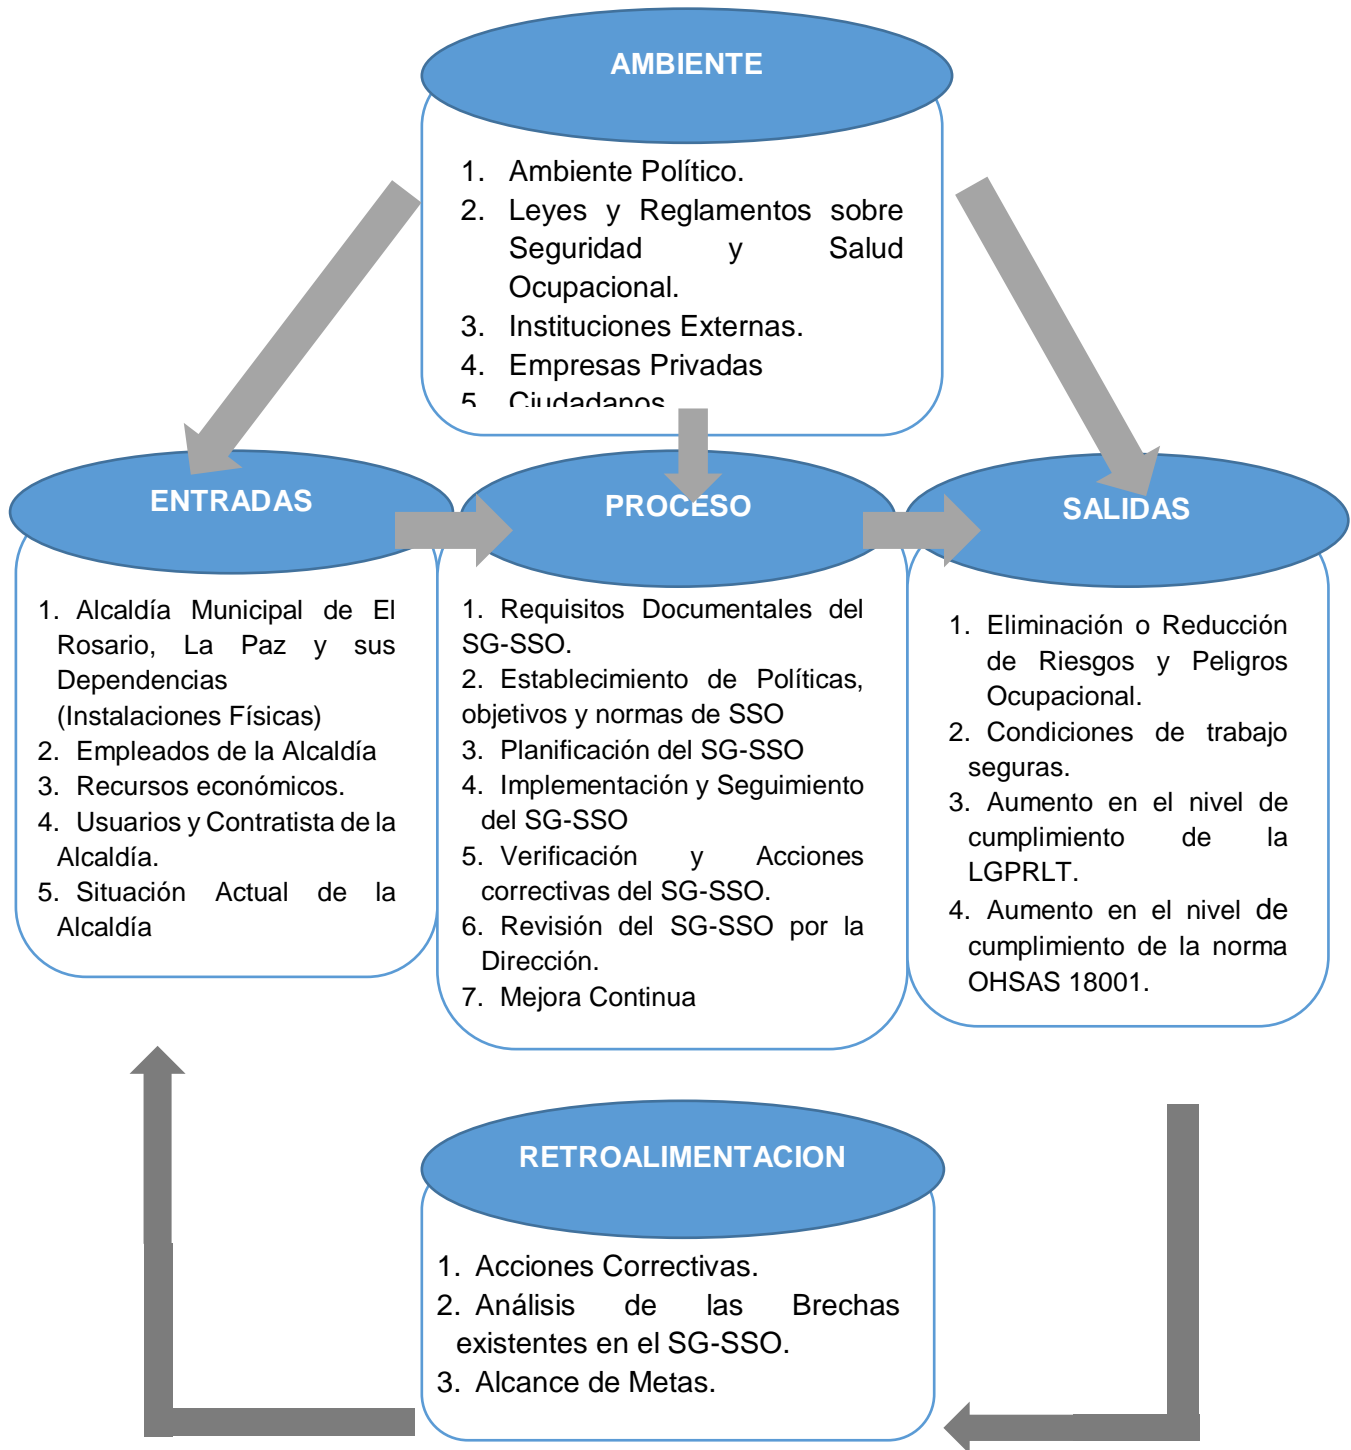 AMBIENTE
1. Ambiente Político.
2. Leyes y Reglamentos sobre
Seguridad y Salud
Ocupacional.
3. Instituciones Externas.
4. Empresas Privadas
5 Ciudadanos
ENTRADAS
1. Alcaldía Municipal de El
Rosario, La Paz y sus
Dependencias
(Instalaciones Físicas)
2. Empleados de la Alcaldía
3. Recursos económicos.
4. Usuarios y Contratista de la
Alcaldía.
5. Situación Actual de la
Alcaldía
PROCESO
1. Requisitos Documentales del
SG-SSO.
2. Establecimiento de Políticas,
objetivos y normas de SSO
3. Planificación del SG-SSO
4. Implementación y Seguimiento
del SG-SSO
5. Verificación y Acciones
correctivas del SG-SSO.
6. Revisión del SG-SSO por la
Dirección.
7. Mejora Continua
SALIDAS
1. Eliminación o Reducción
de Riesgos y Peligros
Ocupacional.
2. Condiciones de trabajo
seguras.
3. Aumento en el nivel de
cumplimiento de la
LGPRLT.
4. Aumento en el nivel de
cumplimiento de la norma
OHSAS 18001.
RETROALIMENTACION
1. Acciones Correctivas.
2. Análisis de las Brechas
existentes en el SG-SSO.
3. Alcance de Metas.